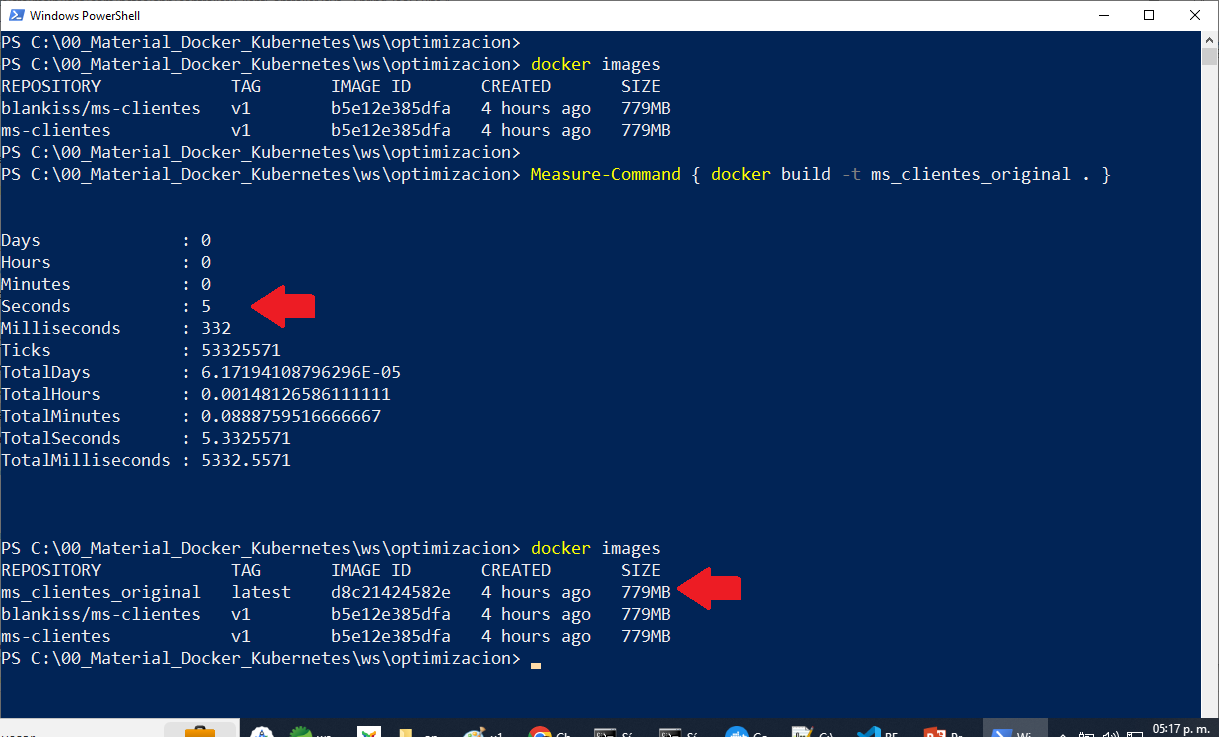 Windows PowerShell
PS C:\00_Material_Docker_Kubernetes\ws\optimizacion>
PS C:\00_Material_Docker_Kubernetes\ws\optimizacion> docker images
REPOSITORY TAG IMAGE ID CREATED SIZE
blankiss/ms-clientes v1 b5e12e385dfa 4 hours ago 779MB
ms-clientes v1 b5e12e385dfa 4 hours ago 779MB
PS C:\00_Material_Docker_Kubernetes\ws\optimizacion>
PS C:\00_Material_Docker_Kubernetes\ws\optimizacion> Measure-Command { docker build -t ms_clientes_original . }
Days : 0
Hours : 0
Minutes : 0
Seconds : 5
Milliseconds : 332
Ticks : 53325571
TotalDays : 6.17194108796296E-05
TotalHours : 0.00148126586111111
TotalMinutes : 0.0888759516666667
TotalSeconds : 5.3325571
TotalMilliseconds : 5332.5571
PS C:\00_Material_Docker_Kubernetes\ws\optimizacion> docker images
REPOSITORY TAG IMAGE ID CREATED SIZE
ms_clientes_original latest d8c21424582e 4 hours ago 779MB
blankiss/ms-clientes v1 b5e12e385dfa 4 hours ago 779MB
ms-clientes v1 b5e12e385dfa 4 hours ago 779MB
PS C:\00_Material_Docker_Kubernetes\ws\optimizacion>
05:17 p. m.